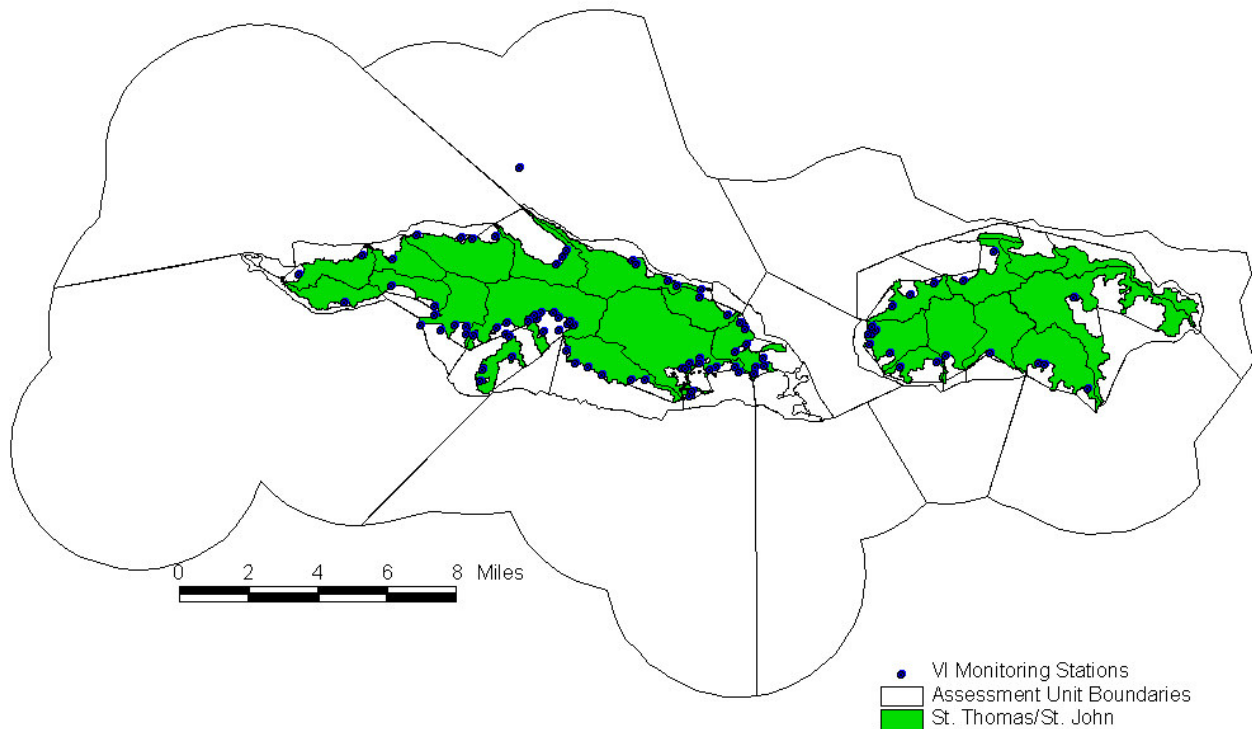 0 2 4 6 8 Miles
VI Monitoring Stations
Assessment Unit Boundaries
St. Thomas/St. John